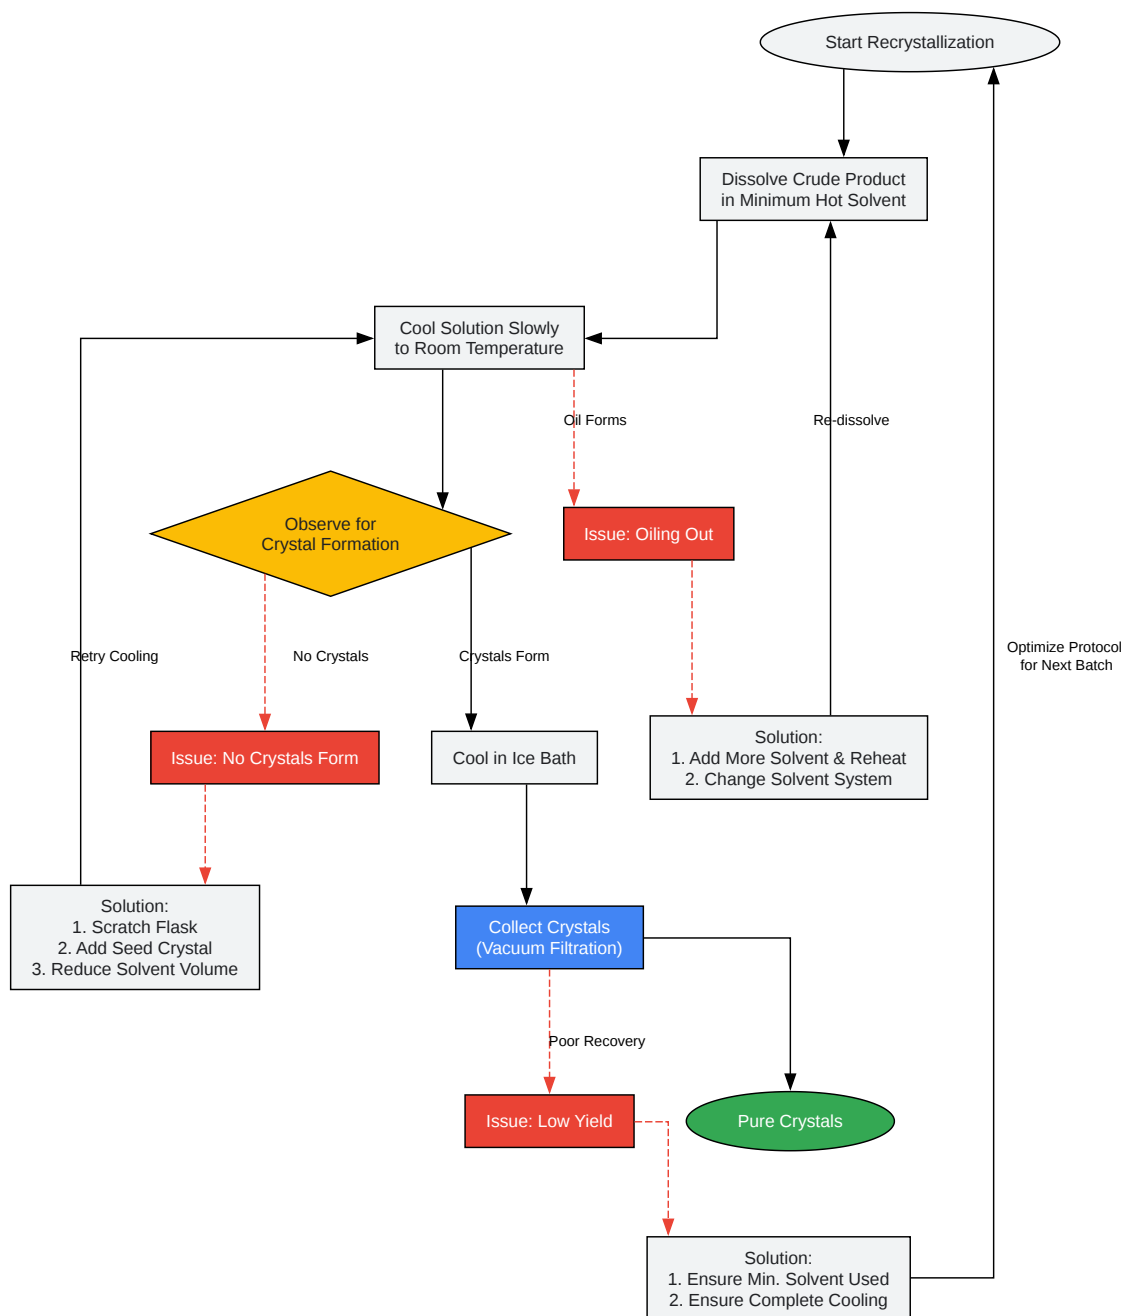 Start Recrystallization
Dissolve Crude Product
in Minimum Hot Solvent
Cool Solution Slowly
to Room Temperature
Oil Forms
Re-dissolve
Observe for
Crystal Formation
Issue: Oiling Out
Retry Cooling
No Crystals
Crystals Form
Optimize Protocol
for Next Batch
Issue: No Crystals Form
Cool in Ice Bath
Solution:
1. Add More Solvent & Reheat
2. Change Solvent System
Solution:
1. Scratch Flask
2. Add Seed Crystal
3. Reduce Solvent Volume
Collect Crystals
(Vacuum Filtration)
Poor Recovery
Issue: Low Yield
Pure Crystals
Solution:
1. Ensure Min. Solvent Used
2. Ensure Complete Cooling